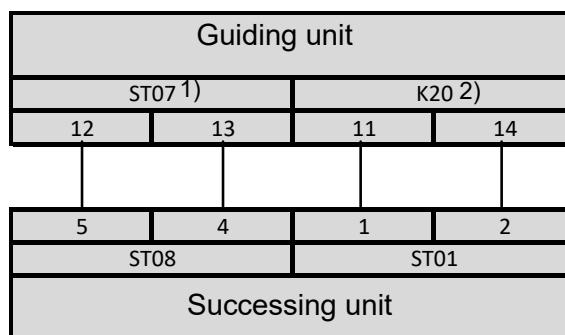 Guiding unit
ST07 1) K20 2)
12 13 11 14
5 4 1 2
ST08 ST01
Successing unit